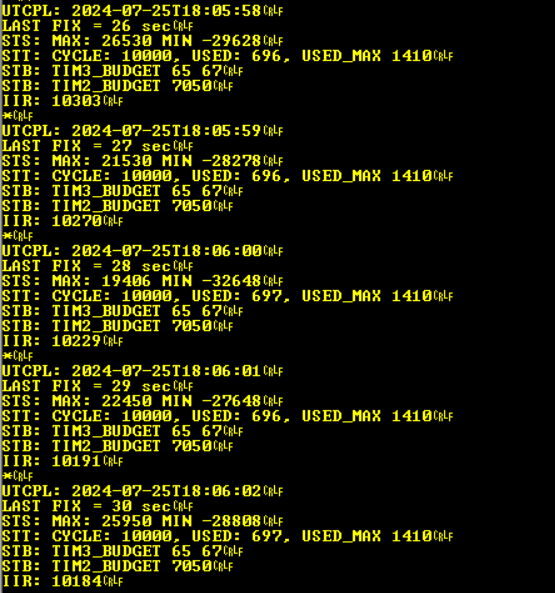 UTCPL: 2024-07-25T18:05:58CRLF
LAST FIX = 26 secCRLF
STS: MAX: 26530 MIN -29628CRLF
STT: CYCLE: 10000, USED: 696, USED_MAX 1410CRLF
STB: TIM3_BUDGET 65 67CRLF
STB: TIM2_BUDGET 7050CRLF
IIR: 10303CRLF
*CRLF
UTCPL: 2024-07-25T18:05:59CRLF
LAST FIX = 27 secCRLF
STS: MAX: 21530 MIN -28278CRLF
STT: CYCLE: 10000, USED: 696, USED_MAX 1410CRLF
STB: TIM3_BUDGET 65 67CRLF
STB: TIM2_BUDGET 7050CRLF
IIR: 10270CRLF
*CRLF
UTCPL: 2024-07-25T18:06:00CRLF
LAST FIX = 28 secCRLF
STS: MAX: 19406 MIN -32648CRLF
STT: CYCLE: 10000, USED: 697, USED_MAX 1410CRLF
STB: TIM3_BUDGET 65 67CRLF
STB: TIM2_BUDGET 7050CRLF
IIR: 10229CRLF
*CRLF
UTCPL: 2024-07-25T18:06:01CRLF
LAST FIX = 29 secCRLF
STS: MAX: 22450 MIN -27648CRLF
STT: CYCLE: 10000, USED: 696, USED_MAX 1410CRLF
STB: TIM3_BUDGET 65 67CRLF
STB: TIM2_BUDGET 7050CRLF
IIR: 10191CRLF
*CRLF
UTCPL: 2024-07-25T18:06:02CRLF
LAST FIX = 30 secCRLF
STS: MAX: 25950 MIN -28808CRLF
STT: CYCLE: 10000, USED: 697, USED_MAX 1410CRLF
STB: TIM3_BUDGET 65 67CRLF
STB: TIM2_BUDGET 7050CRLF
IIR: 10184CRLF